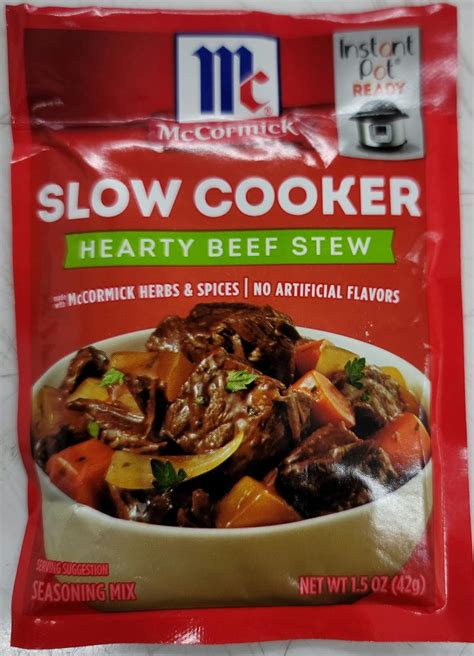 Mc®
McCormick®
Instant
Pot®
READY
SLOW COOKER
HEARTY BEEF STEW
made with McCORMICK HERBS & SPICES | NO ARTIFICIAL FLAVORS
SERVING SUGGESTION
SEASONING MIX
NET WT 1.5 OZ (42g)